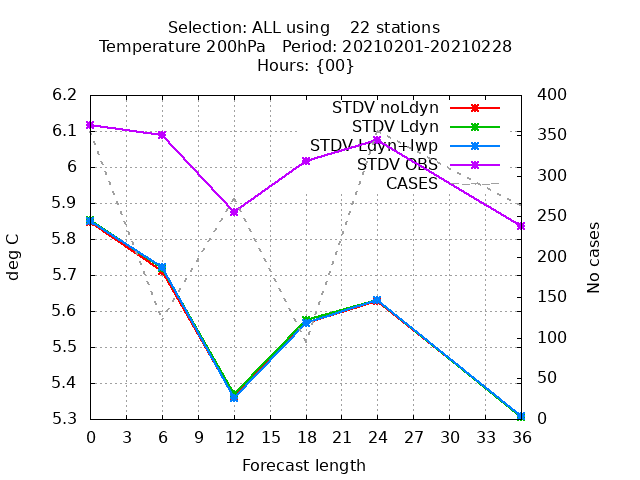 Selection: ALL using    22 stations
Temperature 200hPa   Period: 20210201-20210228
Hours: {00}
6.2
6.1
6
5.9
5.8
5.7
5.6
5.5
5.4
5.3
deg C
STDV noLdyn
STDV Ldyn
STDV Ldyn+lwp
STDV OBS
CASES
400
350
300
250
200
150
100
50
0
No cases
0 3 6 9 12 15 18 21 24 27 30 33 36
Forecast length